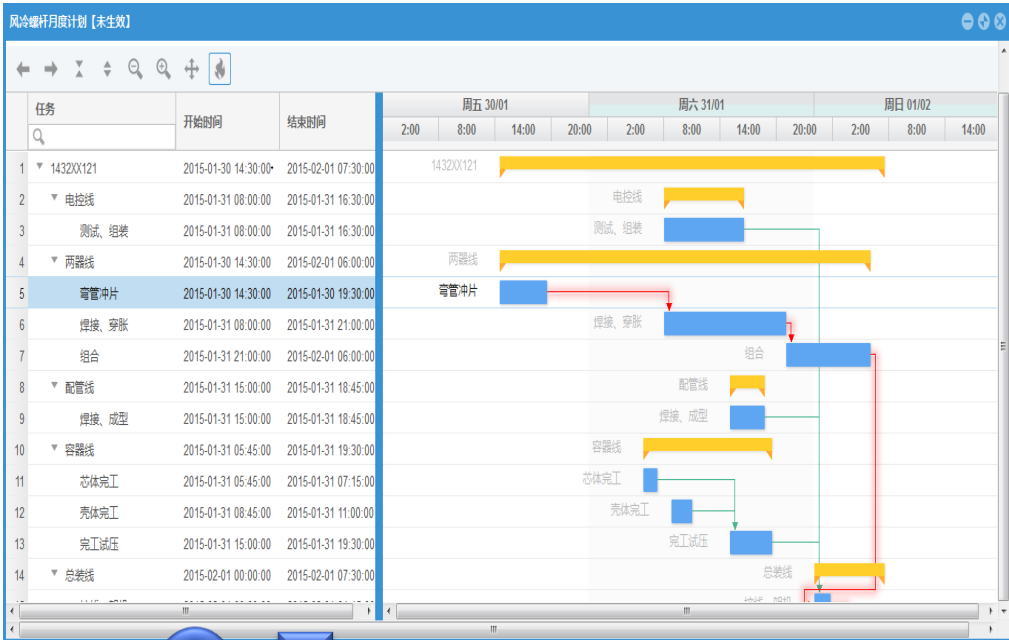 风冷螺杆月度计划【未生效】
任务 开始时间 结束时间
周五 30/01 周六 31/01 周日 01/02
2:00 8:00 14:00 20:00 2:00 8:00 14:00 20:00 2:00 8:00 14:00
1 1432XX121 2015-01-30 14:30:00 2015-02-01 07:30:00 1432XX121
2 电控线 2015-01-31 08:00:00 2015-01-31 16:30:00 电控线
3 测试、组装 2015-01-31 08:00:00 2015-01-31 16:30:00 测试、组装
4 两器线 2015-01-30 14:30:00 2015-02-01 06:00:00 两器线
5 弯管冲片 2015-01-30 14:30:00 2015-01-30 19:30:00 弯管冲片
6 焊接、穿胀 2015-01-31 08:00:00 2015-01-31 21:00:00 焊接、穿胀
7 组合 2015-01-31 21:00:00 2015-02-01 06:00:00 组合
8 配管线 2015-01-31 15:00:00 2015-01-31 18:45:00 配管线
9 焊接、成型 2015-01-31 15:00:00 2015-01-31 18:45:00 焊接、成型
10 容器线 2015-01-31 05:45:00 2015-01-31 19:30:00 容器线
11 芯体完工 2015-01-31 05:45:00 2015-01-31 07:15:00 芯体完工
12 壳体完工 2015-01-31 08:45:00 2015-01-31 11:00:00 壳体完工
13 完工试压 2015-01-31 15:00:00 2015-01-31 19:30:00 完工试压
14 总装线 2015-02-01 00:00:00 2015-02-01 07:30:00 总装线